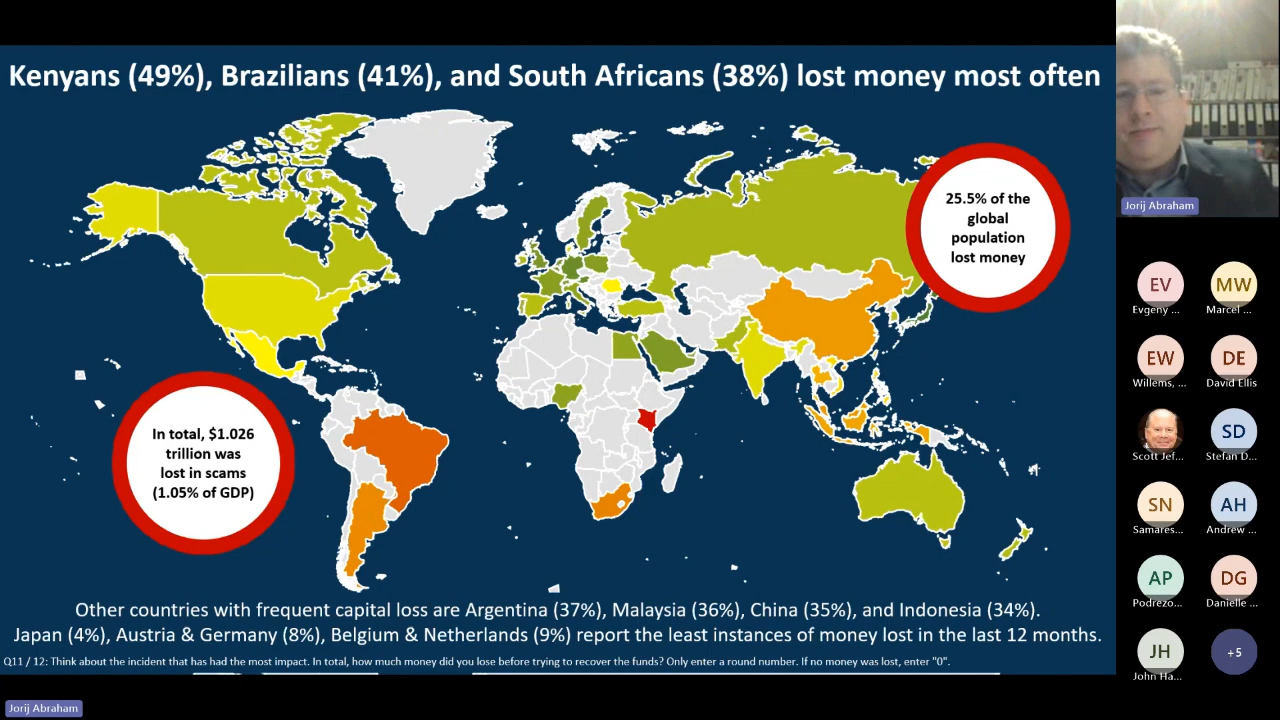 Kenyans (49%), Brazilians (41%), and South Africans (38%) lost money most often
25.5% of the
global
population
lost money
In total, $1.026
trillion was
lost in scams
(1.05% of GDP)
Other countries with frequent capital loss are Argentina (37%), Malaysia (36%), China (35%), and Indonesia (34%).
Japan (4%), Austria & Germany (8%), Belgium & Netherlands (9%) report the least instances of money lost in the last 12 months.
Q11 / 12: Think about the incident that has had the most impact. In total, how much money did you lose before trying to recover the funds? Only enter a round number. If no money was lost, enter "0".
Jorij Abraham
Jorij Abraham
EV
Evgeny ...
MW
Marcel ...
EW
Willems, ...
DE
David Ellis
Scott Jef...
SD
Stefan D...
SN
Samares...
AH
Andrew ...
AP
Podrezo...
DG
Danielle ...
JH
John Ha...
+5